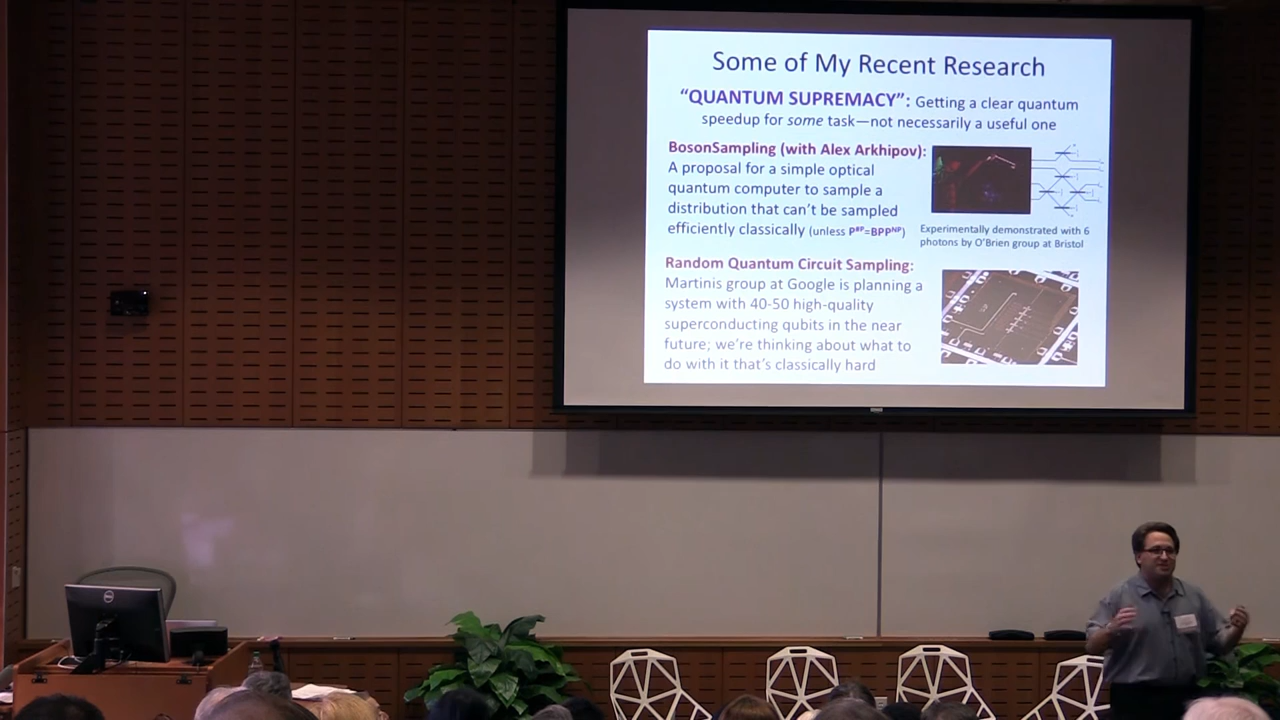 Some of My Recent Research
“QUANTUM SUPREMACY”: Getting a clear quantum
speedup for some task—not necessarily a useful one
BosonSampling (with Alex Arkhipov):
A proposal for a simple optical
quantum computer to sample a
distribution that can’t be sampled
efficiently classically (unless P#P=BPPNP)
Experimentally demonstrated with 6
photons by O’Brien group at Bristol
Random Quantum Circuit Sampling:
Martinis group at Google is planning a
system with 40-50 high-quality
superconducting qubits in the near
future; we’re thinking about what to
do with it that’s classically hard
DELL